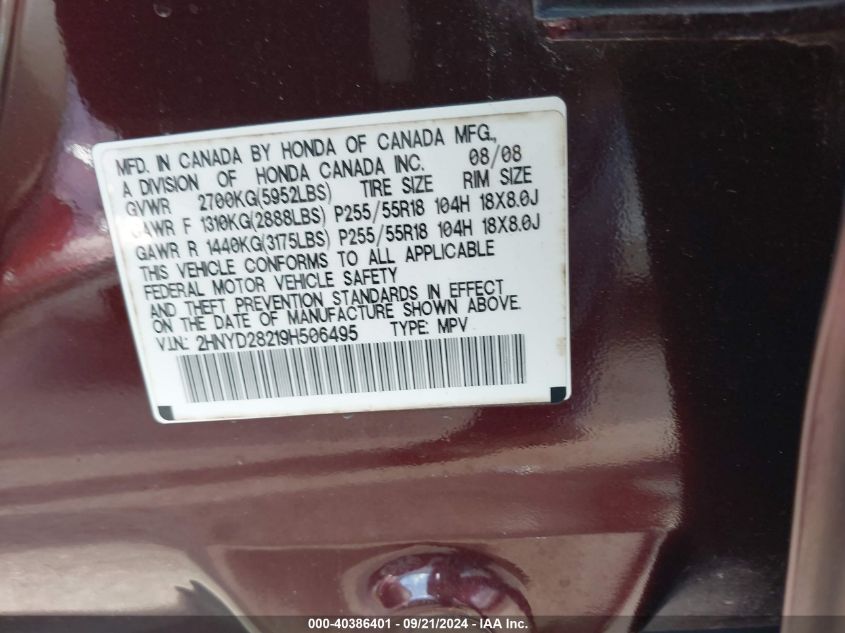 MFD. IN CANADA BY HONDA OF CANADA MFG.,
A DIVISION OF HONDA CANADA INC. 08/08
GVWR 2700KG(5952LBS) TIRE SIZE RIM SIZE
GAWR F 1310KG(2888LBS) P255/55R18 104H 18X8.0J
GAWR R 1440KG(3175LBS) P255/55R18 104H 18X8.0J
THIS VEHICLE CONFORMS TO ALL APPLICABLE
FEDERAL MOTOR VEHICLE SAFETY
AND THEFT PREVENTION STANDARDS IN EFFECT
ON THE DATE OF MANUFACTURE SHOWN ABOVE.
V.I.N.: 2HNYD28219H506495 TYPE: MPV
000-40386401 - 09/21/2024 - IAA, Inc.